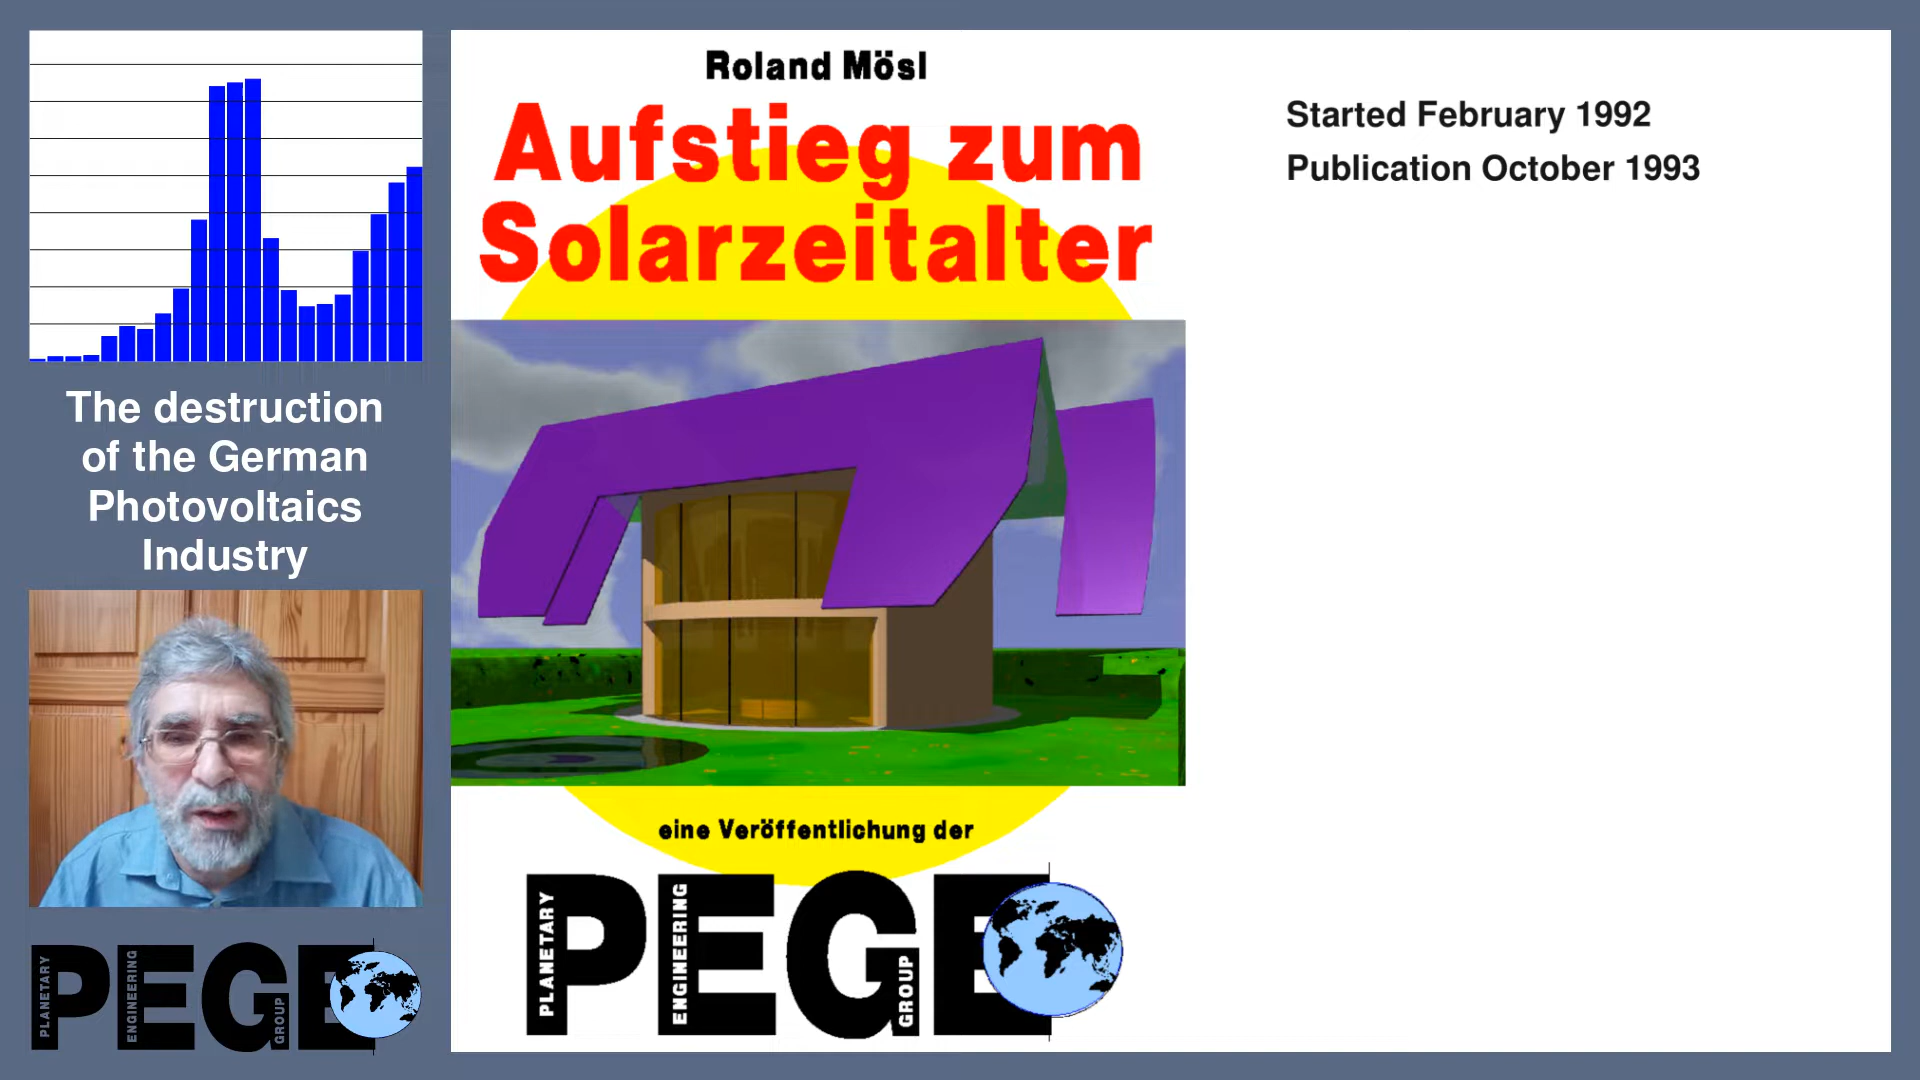 The destruction
of the German
Photovoltaics
Industry
PLANETARY
ENGINEERING
GROUP
PEGE
Roland Mösl
Aufstieg zum
Solarzeitalter
eine Veröffentlichung der
PLANETARY
ENGINEERING
GROUP
PEGE
Started February 1992
Publication October 1993